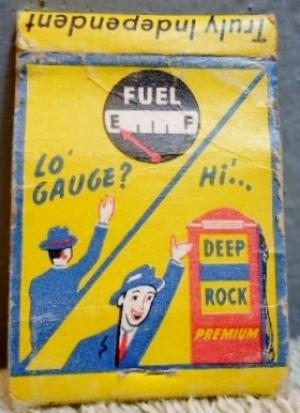 Truly Independent
FUEL
E F
LO'
GAUGE?
Hi'...
DEEP
ROCK
PREMIUM